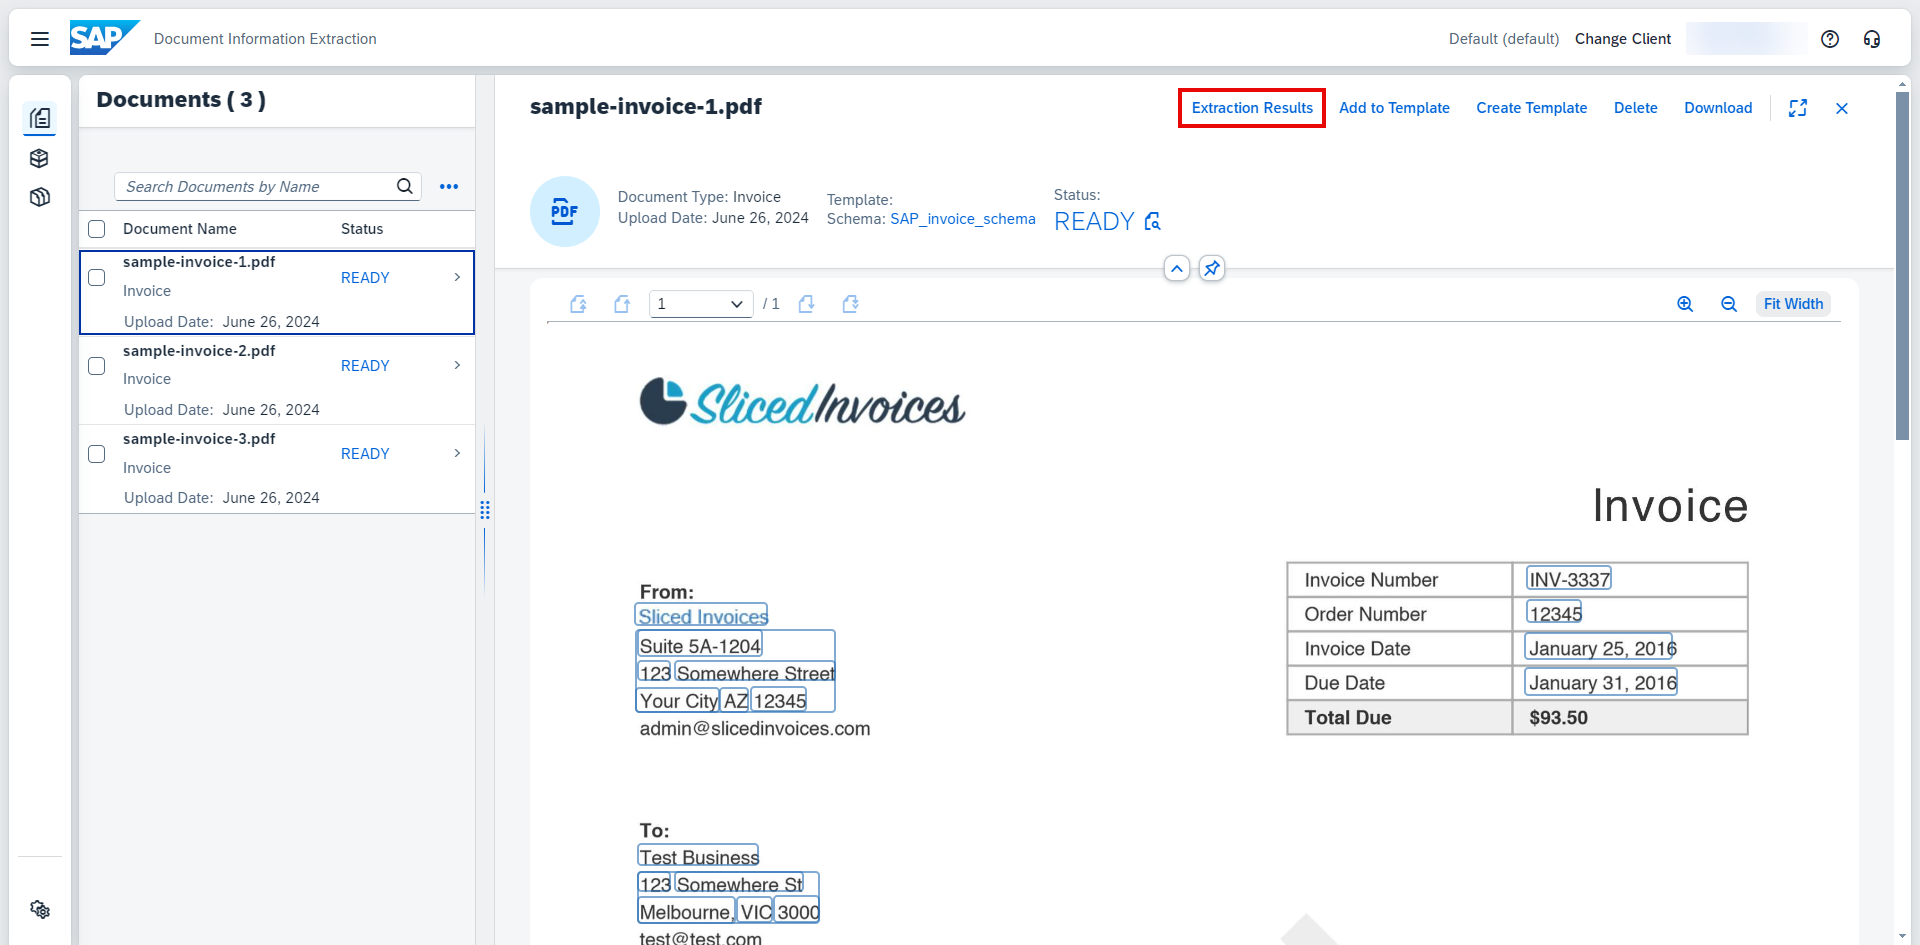 SAP Document Information Extraction
Default (default) Change Client
Documents ( 3 )
Search Documents by Name
Document Name Status
sample-invoice-1.pdf
Invoice
READY
Upload Date: June 26, 2024
sample-invoice-2.pdf
Invoice
READY
Upload Date: June 26, 2024
sample-invoice-3.pdf
Invoice
READY
Upload Date: June 26, 2024
sample-invoice-1.pdf
Extraction Results Add to Template Create Template Delete Download
PDF
Document Type: Invoice
Upload Date: June 26, 2024
Template:
Schema: SAP_invoice_schema
Status:
READY
1 / 1
Fit Width
Sliced Invoices
Invoice
From:
Sliced Invoices
Suite 5A-1204
123 Somewhere Street
Your City AZ 12345
admin@slicedinvoices.com
Invoice Number INV-3337
Order Number 12345
Invoice Date January 25, 2016
Due Date January 31, 2016
Total Due $93.50
To:
Test Business
123 Somewhere St
Melbourne, VIC 3000
test@test.com